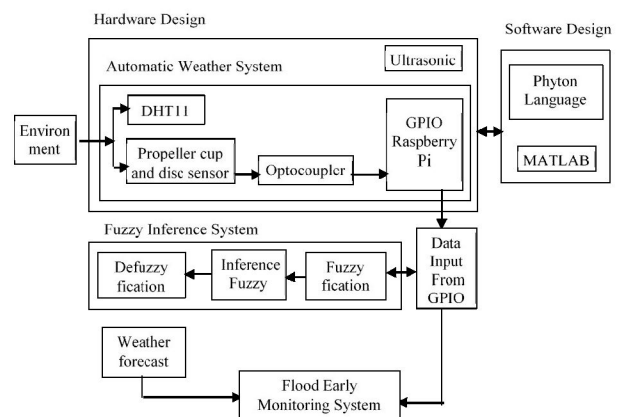 Hardware Design
Software Design
Ultrasonic
Automatic Weather System
Phyton
Language
DHT11
GPIO
Raspberry
Pi
Environ
ment
Propeller cup
and disc sensor
Optocoupler
MATLAB
Fuzzy Inference System
Data
Input
From
GPIO
Defuzzy
fication
Inference
Fuzzy
Fuzzy
fication
Weather
forecast
Flood Early
Monitoring System